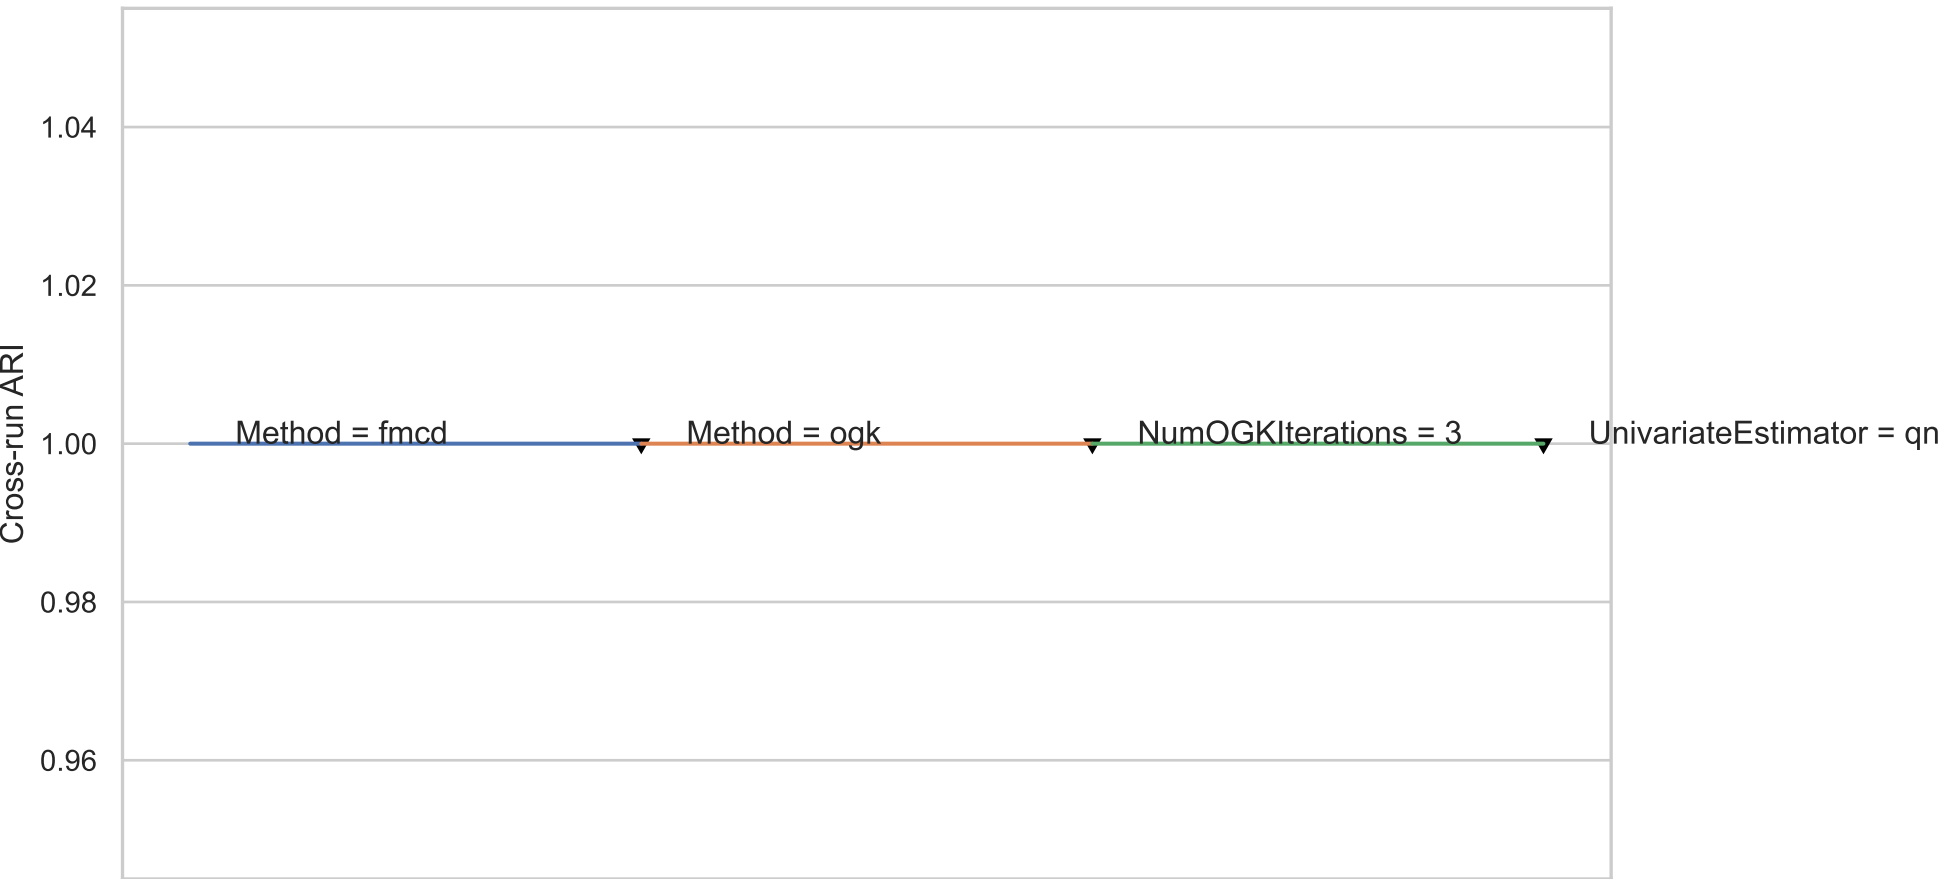 Cross-run ARI
1.04
1.02
1.00
0.98
0.96
Method = fmcd
Method = ogk
NumOGKIterations = 3
UnivariateEstimator = qn